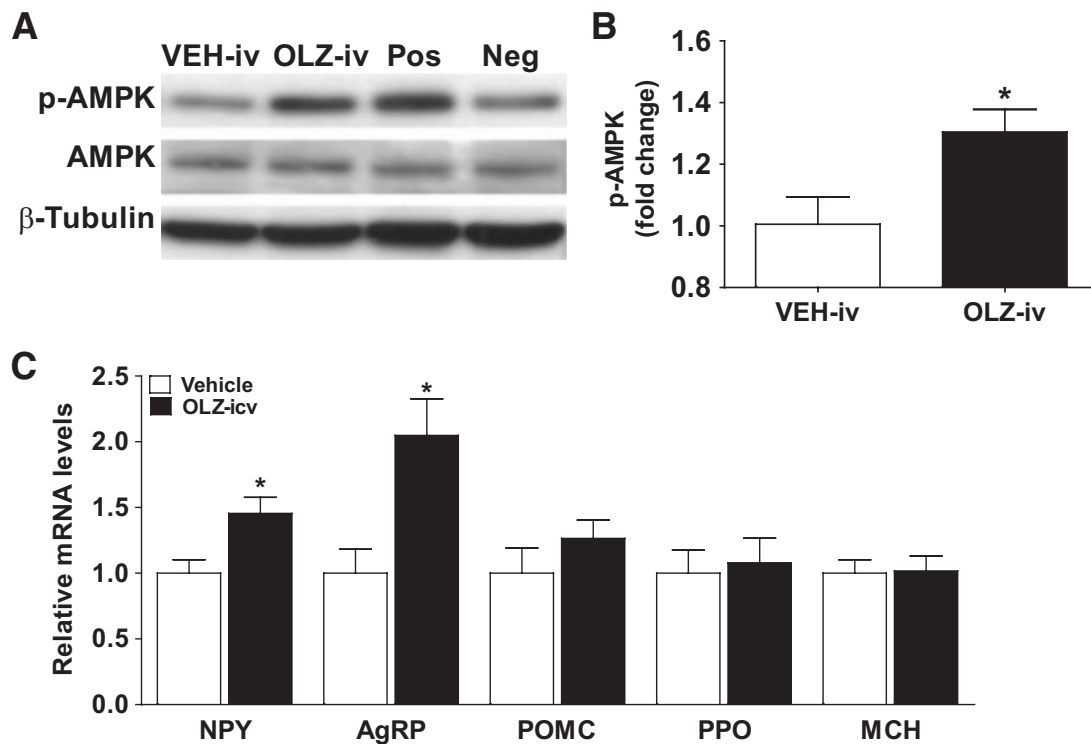 A
VEH-iv OLZ-iv Pos Neg
p-AMPK
AMPK
β-Tubulin
B
p-AMPK
(fold change)
1.6
1.4
1.2
1.0
0.8
*
VEH-iv OLZ-iv
C
Relative mRNA levels
2.5
2.0
1.5
1.0
0.5
0.0
Vehicle
OLZ-icv
*
*
NPY AgRP POMC PPO MCH